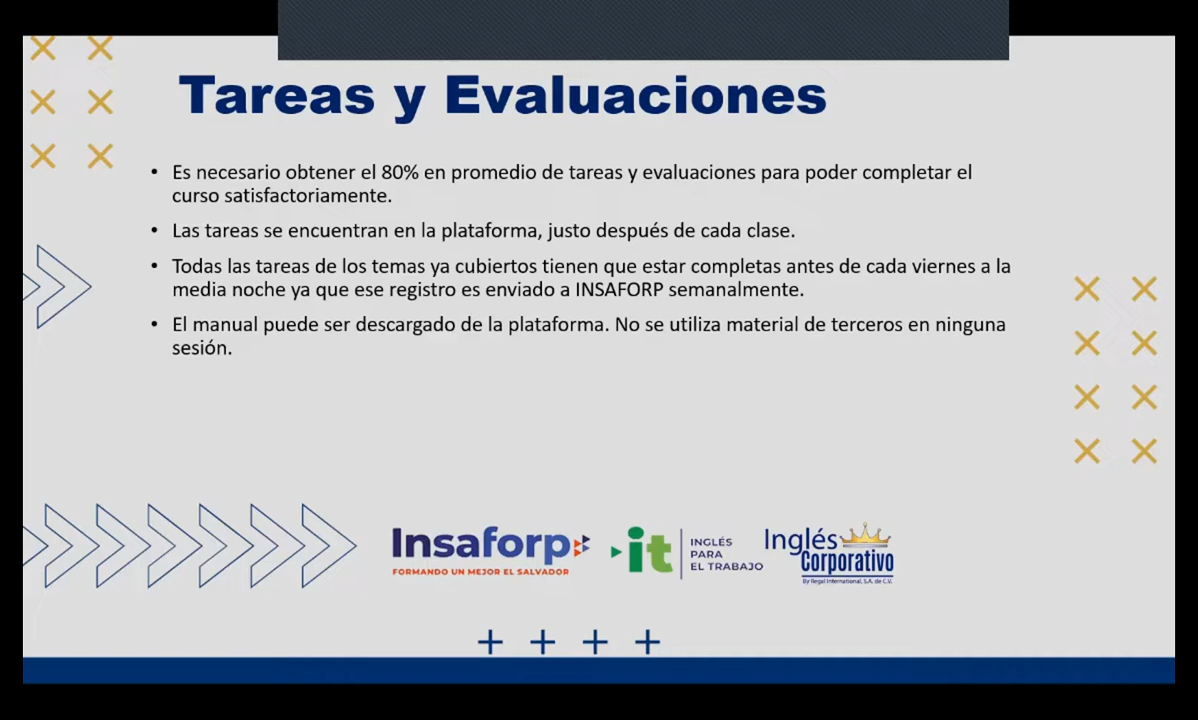 Tareas y Evaluaciones
• Es necesario obtener el 80% en promedio de tareas y evaluaciones para poder completar el
curso satisfactoriamente.
• Las tareas se encuentran en la plataforma, justo después de cada clase.
• Todas las tareas de los temas ya cubiertos tienen que estar completas antes de cada viernes a la
media noche ya que ese registro es enviado a INSAFORP semanalmente.
• El manual puede ser descargado de la plataforma. No se utiliza material de terceros en ninguna
sesión.
Insaforp
FORMANDO UN MEJOR EL SALVADOR
it
INGLÉS
PARA
EL TRABAJO
Inglés
Corporativo
By Regal International, S.A. de C.V.